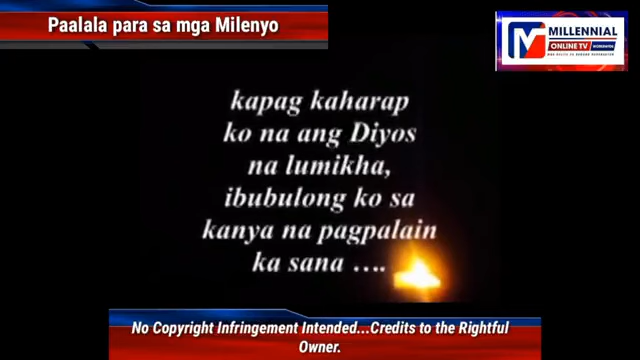 Paalala para sa mga Milenyo
MILLENNIAL
ONLINE TV
WORLDWIDE
kapag kaharap
ko na ang Diyos
na lumikha,
ibubulong ko sa
kanya na pagpalain
ka sana ….
No Copyright Infringement Intended...Credits to the Rightful
Owner.